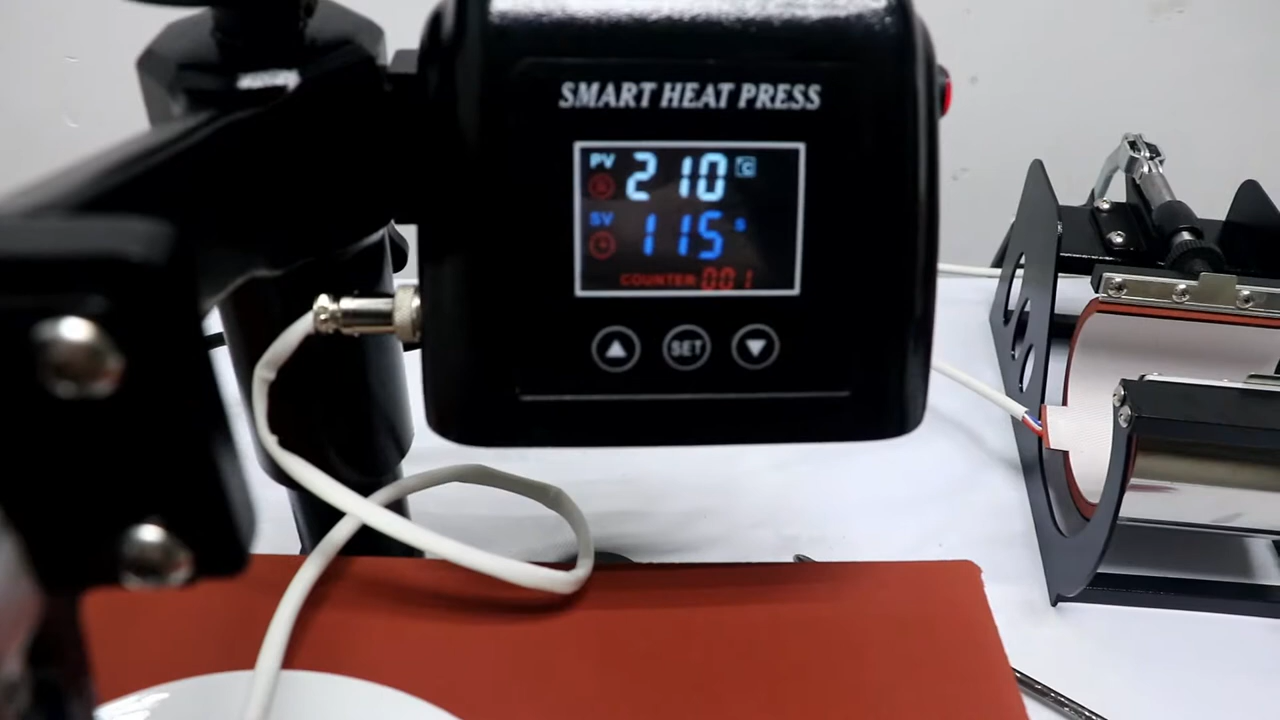 SMART HEAT PRESS
PV 210 °C
SV 115 s
COUNTER 001
SET